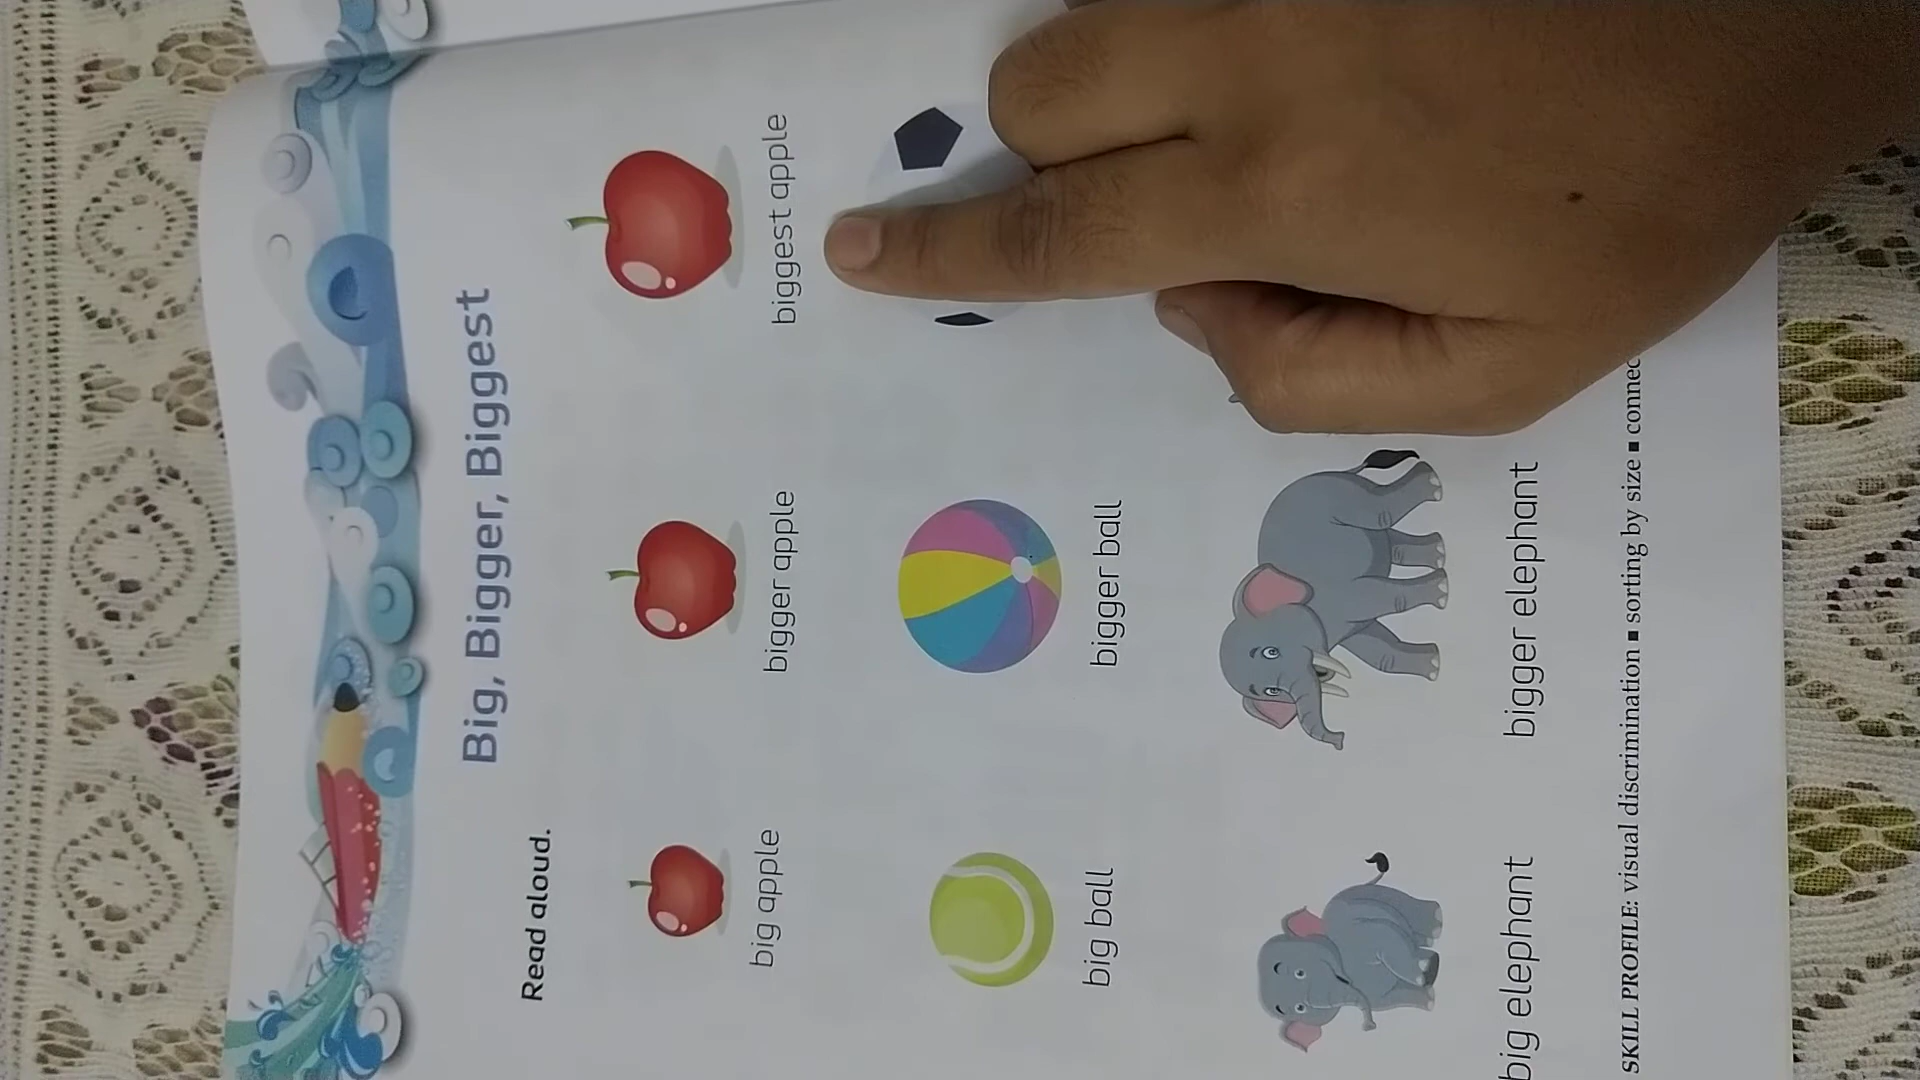 Big, Bigger, Biggest
Read aloud.
big apple bigger apple biggest apple
big ball bigger ball
big elephant bigger elephant
SKILL PROFILE: visual discrimination ▪ sorting by size ▪